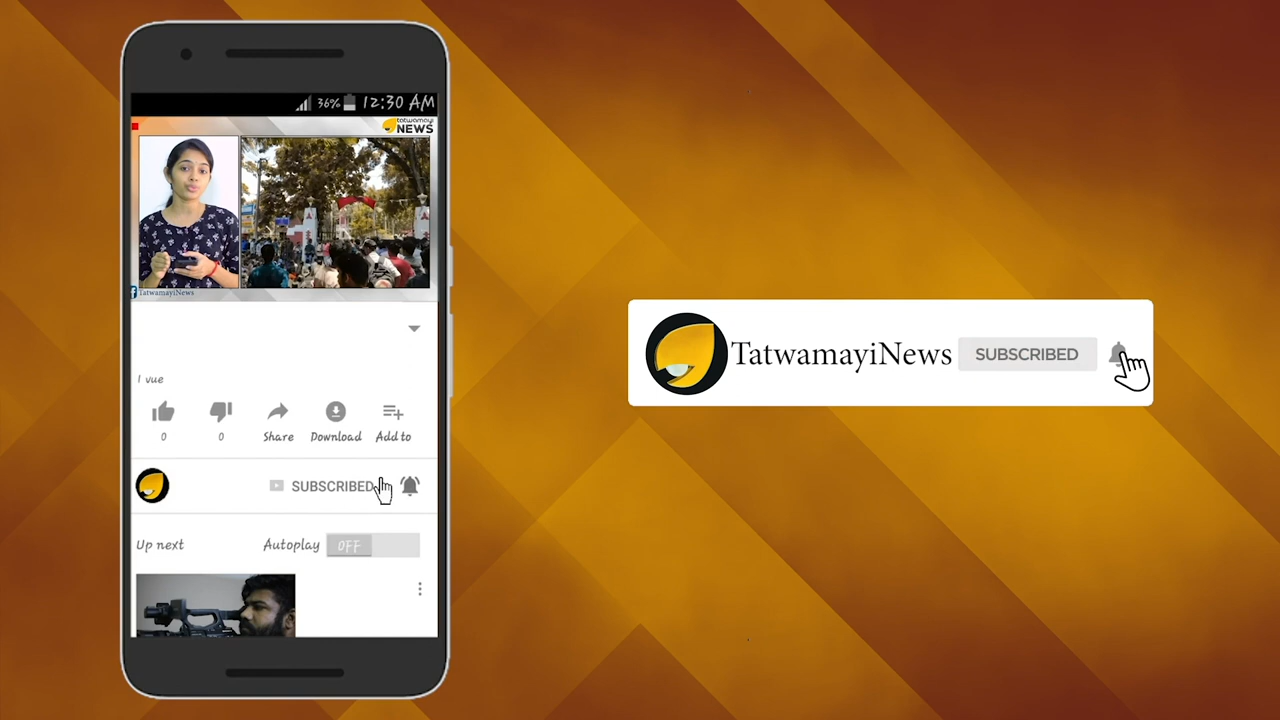 36% 12:30 AM
tatwamayi
NEWS
TatwamayiNews
1 vue
0 0 Share Download Add to
SUBSCRIBED
Up next Autoplay OFF
TatwamayiNews SUBSCRIBED